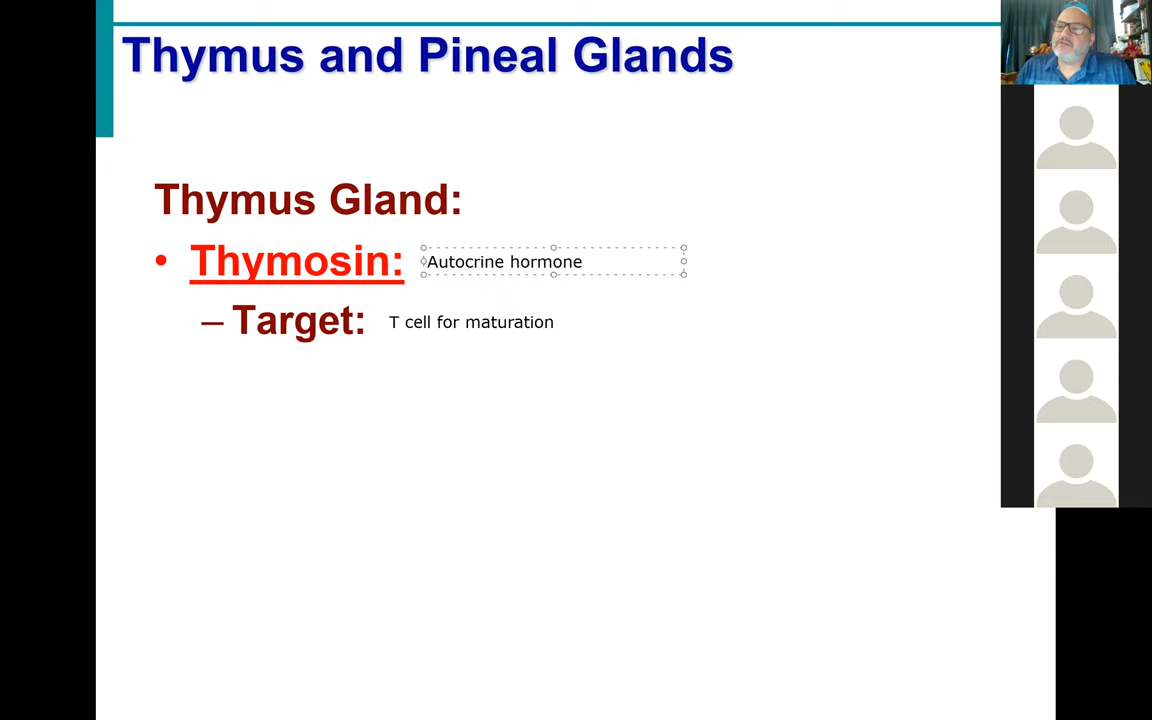 Thymus and Pineal Glands
Thymus Gland:
• Thymosin: Autocrine hormone
– Target: T cell for maturation